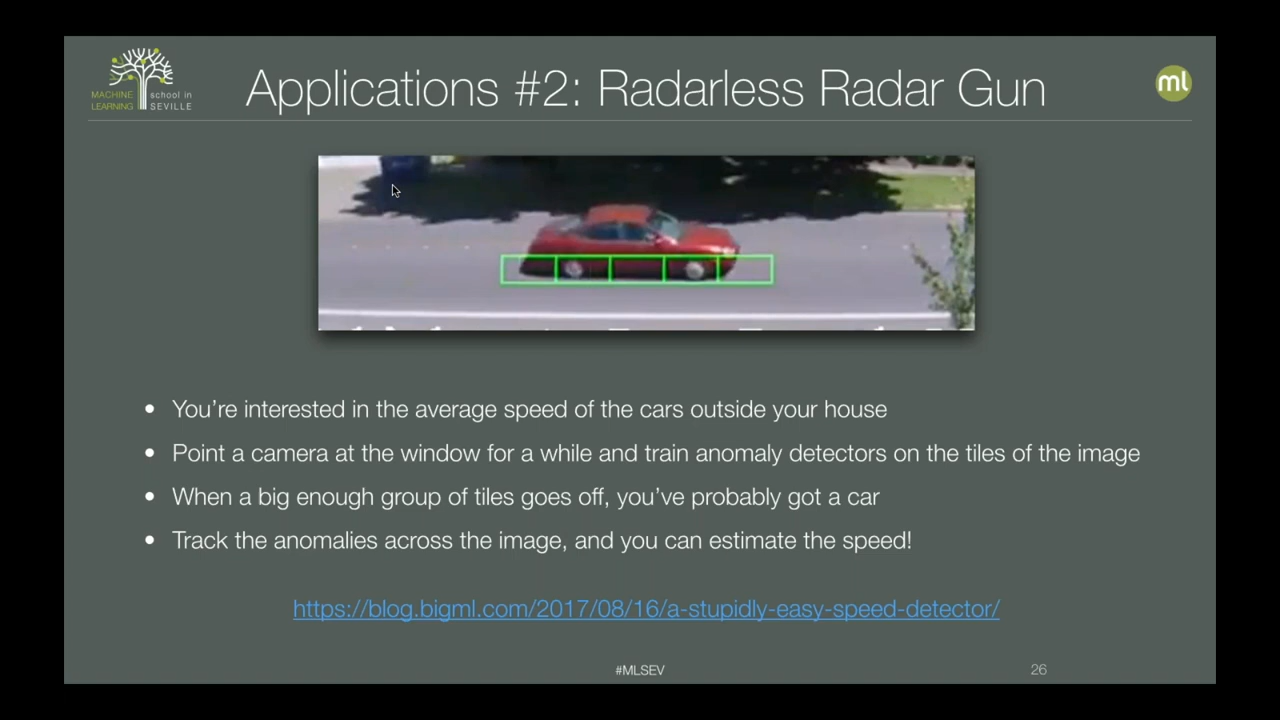 MACHINE school in
LEARNING SEVILLE
Applications #2: Radarless Radar Gun
ml
• You’re interested in the average speed of the cars outside your house
• Point a camera at the window for a while and train anomaly detectors on the tiles of the image
• When a big enough group of tiles goes off, you’ve probably got a car
• Track the anomalies across the image, and you can estimate the speed!
https://blog.bigml.com/2017/08/16/a-stupidly-easy-speed-detector/
#MLSEV
26